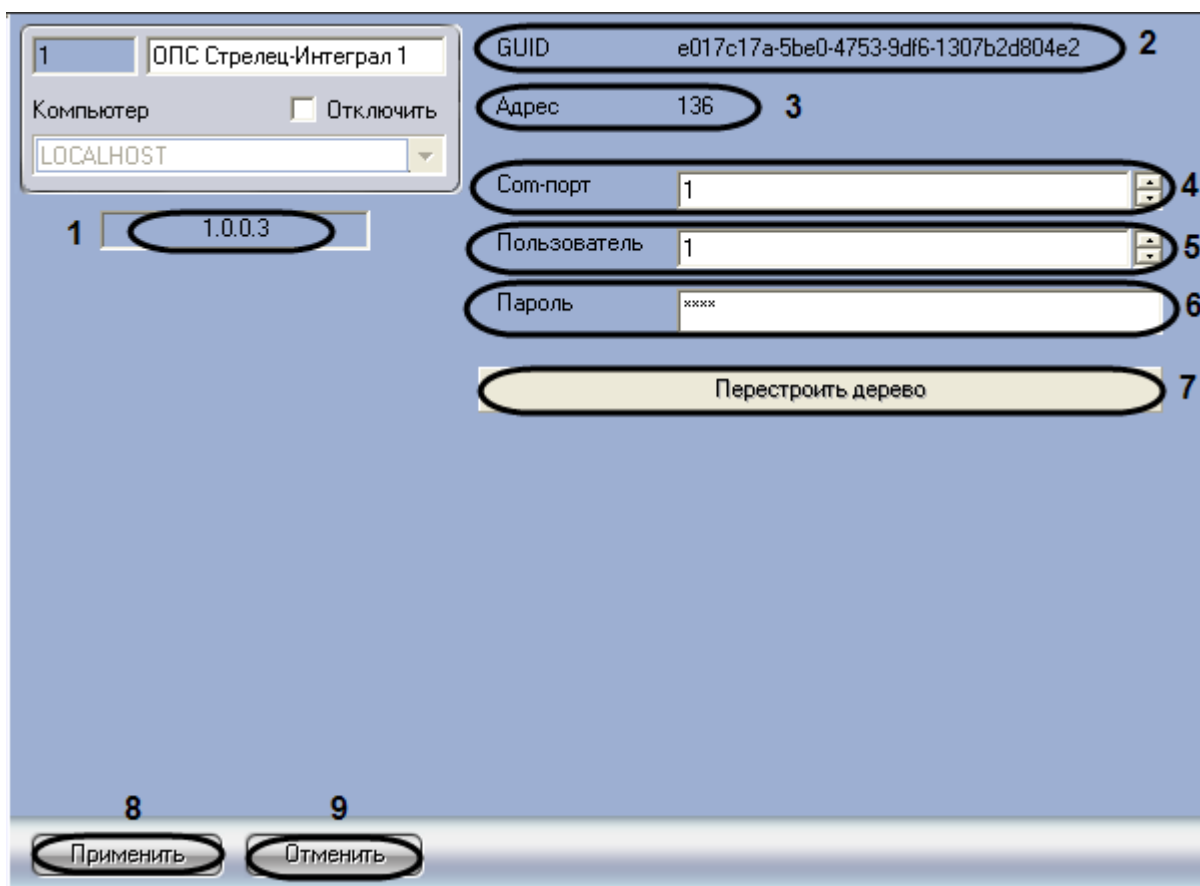 1 ОПС Стрелец-Интеграл 1
Компьютер Отключить
LOCALHOST
1 1.0.0.3
GUID e017c17a-5be0-4753-9df6-1307b2d804e2 2
Адрес 136 3
Com-порт 1 4
Пользователь 1 5
Пароль **** 6
Перестроить дерево 7
8 9
Применить Отменить